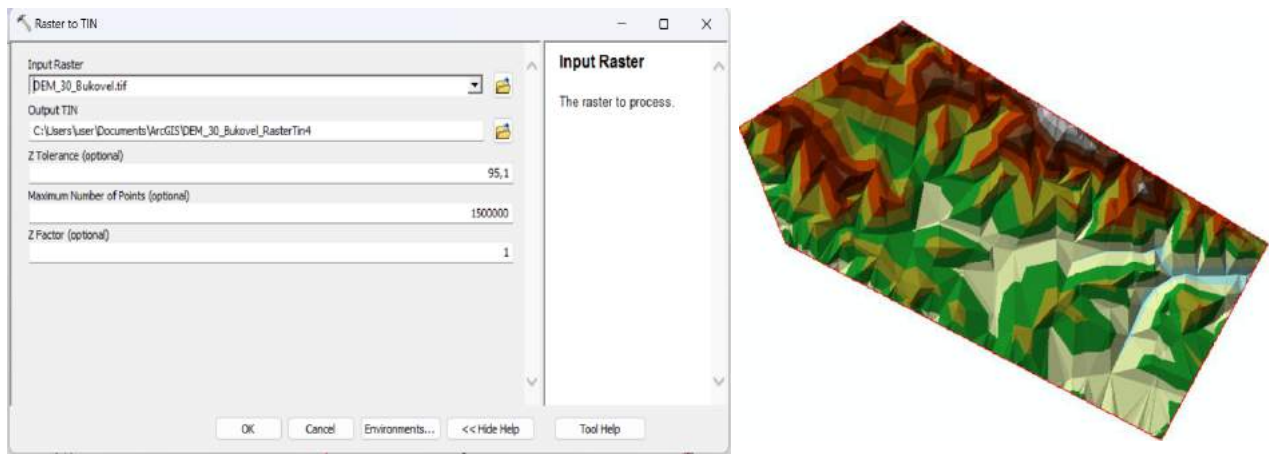 Raster to TIN
Input Raster
DEM_30_Bukovel.tif
Output TIN
C:\Users\user\Documents\ArcGIS\DEM_30_Bukovel_RasterTin4
Z Tolerance (optional)
95,1
Maximum Number of Points (optional)
1500000
Z Factor (optional)
1
OK
Cancel
Environments...
<< Hide Help
Input Raster
The raster to process.
Tool Help